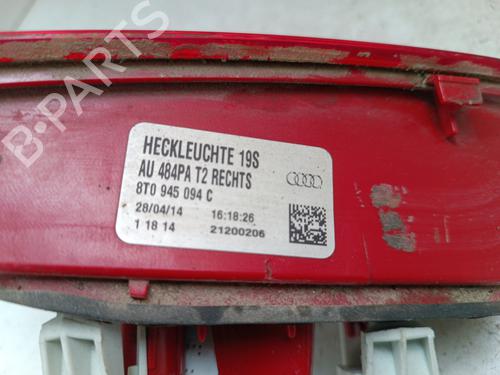 B-PARTS
HECKLEUCHTE 19S
AU 484PA T2 RECHTS
8T0 945 094 C
28/04/14 16:18:26
1 18 14 21200206